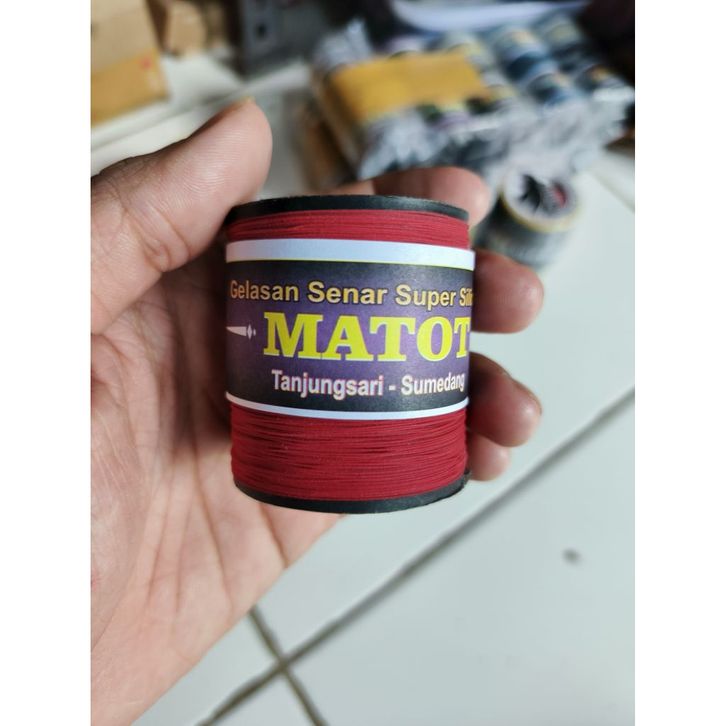 Gelasan Senar Super
MATOT
Tanjungsari - Sumedang